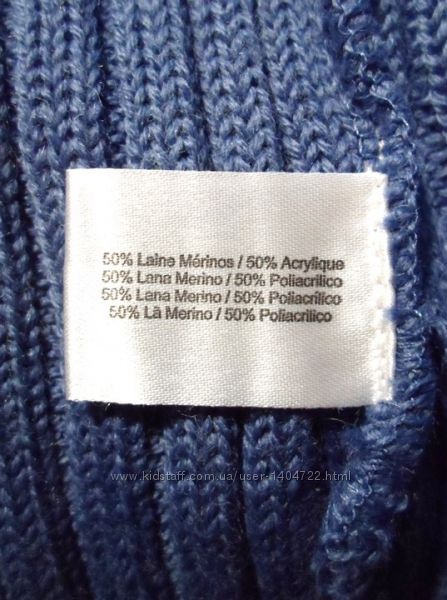 50% Laine Mérinos / 50% Acrylique
50% Lana Merino / 50% Poliacrilico
50% Lana Merino / 50% Poliacrílico
50% Lã Merino / 50% Poliacrilico
www.kidstaff.com.ua/user-1404722.html